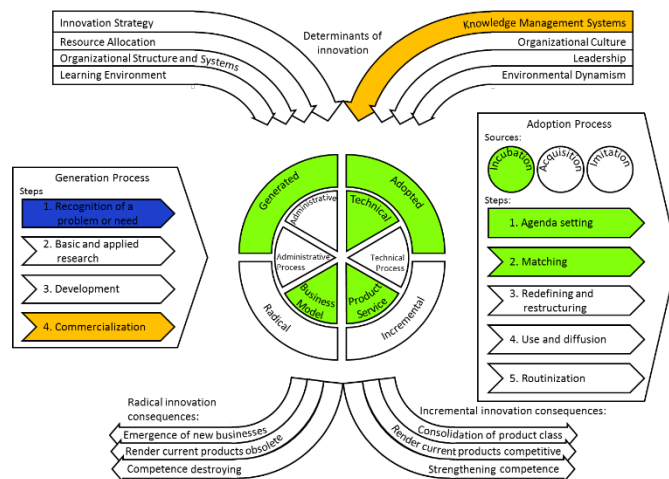 Innovation Strategy
Resource Allocation
Organizational Structure and Systems
Learning Environment
Determinants of
innovation
Knowledge Management Systems
Organizational Culture
Leadership
Environmental Dynamism
Generation Process
Steps
1. Recognition of a
problem or need
2. Basic and applied
research
3. Development
4. Commercialization
Generated
Adopted
Administrative
Technical
Administrative
Process
Technical
Process
Business
Model
Product
Service
Radical
Incremental
Adoption Process
Sources:
Incubation
Acquisition
Imitation
Steps:
1. Agenda setting
2. Matching
3. Redefining and
restructuring
4. Use and diffusion
5. Routinization
Radical innovation
consequences:
Emergence of new businesses
Render current products obsolete
Competence destroying
Incremental innovation consequences:
Consolidation of product class
Render current products competitive
Strengthening competence